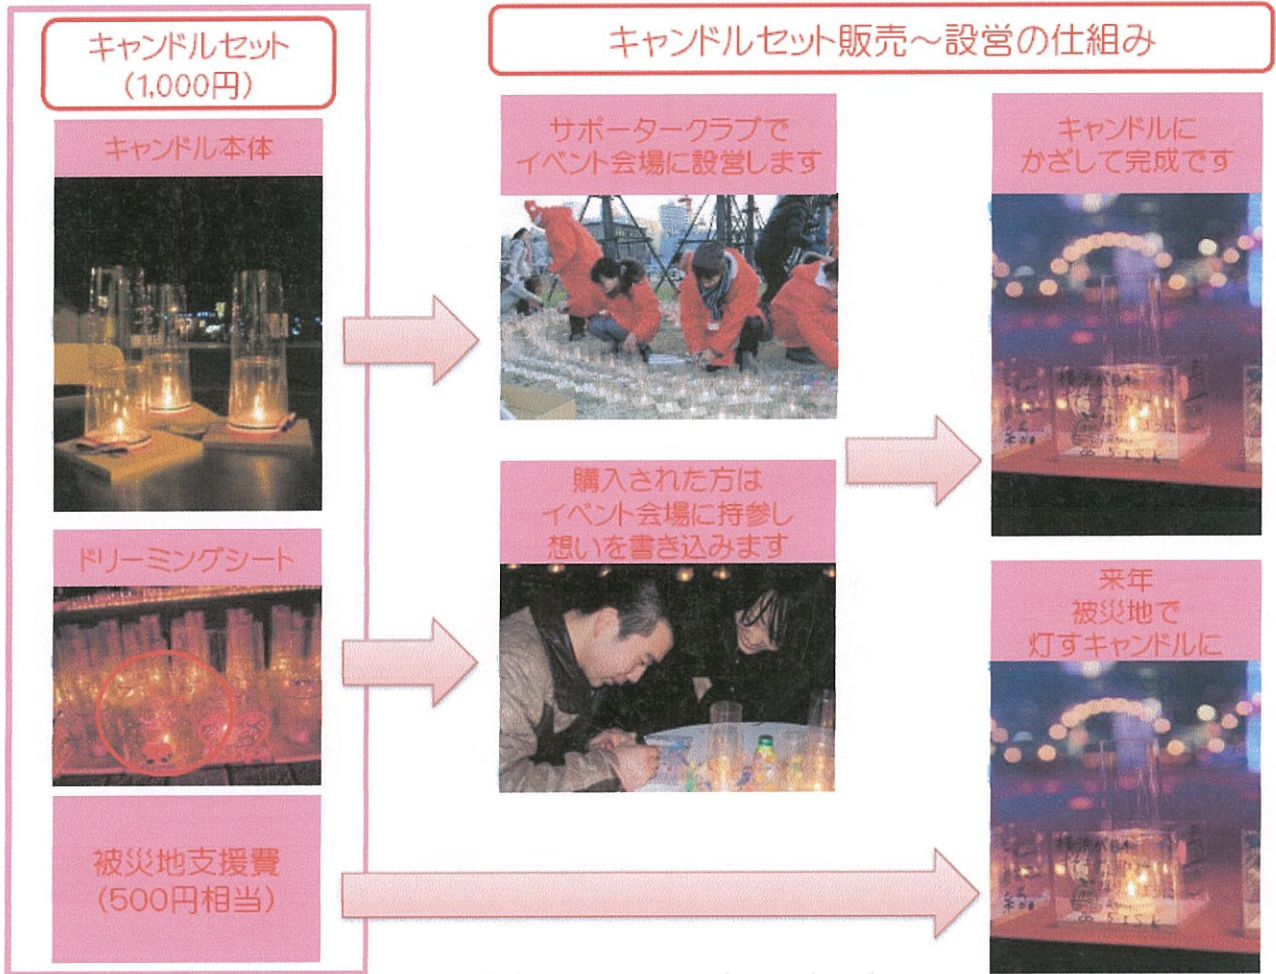 キャンドルセット
(1,000円)
キャンドル本体
ドリーミングシート
被災地支援費
(500円相当)
キャンドルセット販売~設営の仕組み
サポータークラブで
イベント会場に設営します
購入された方は
イベント会場に持参し
想いを書き込みます
キャンドルに
かざして完成です
来年
被災地で
灯すキャンドルに